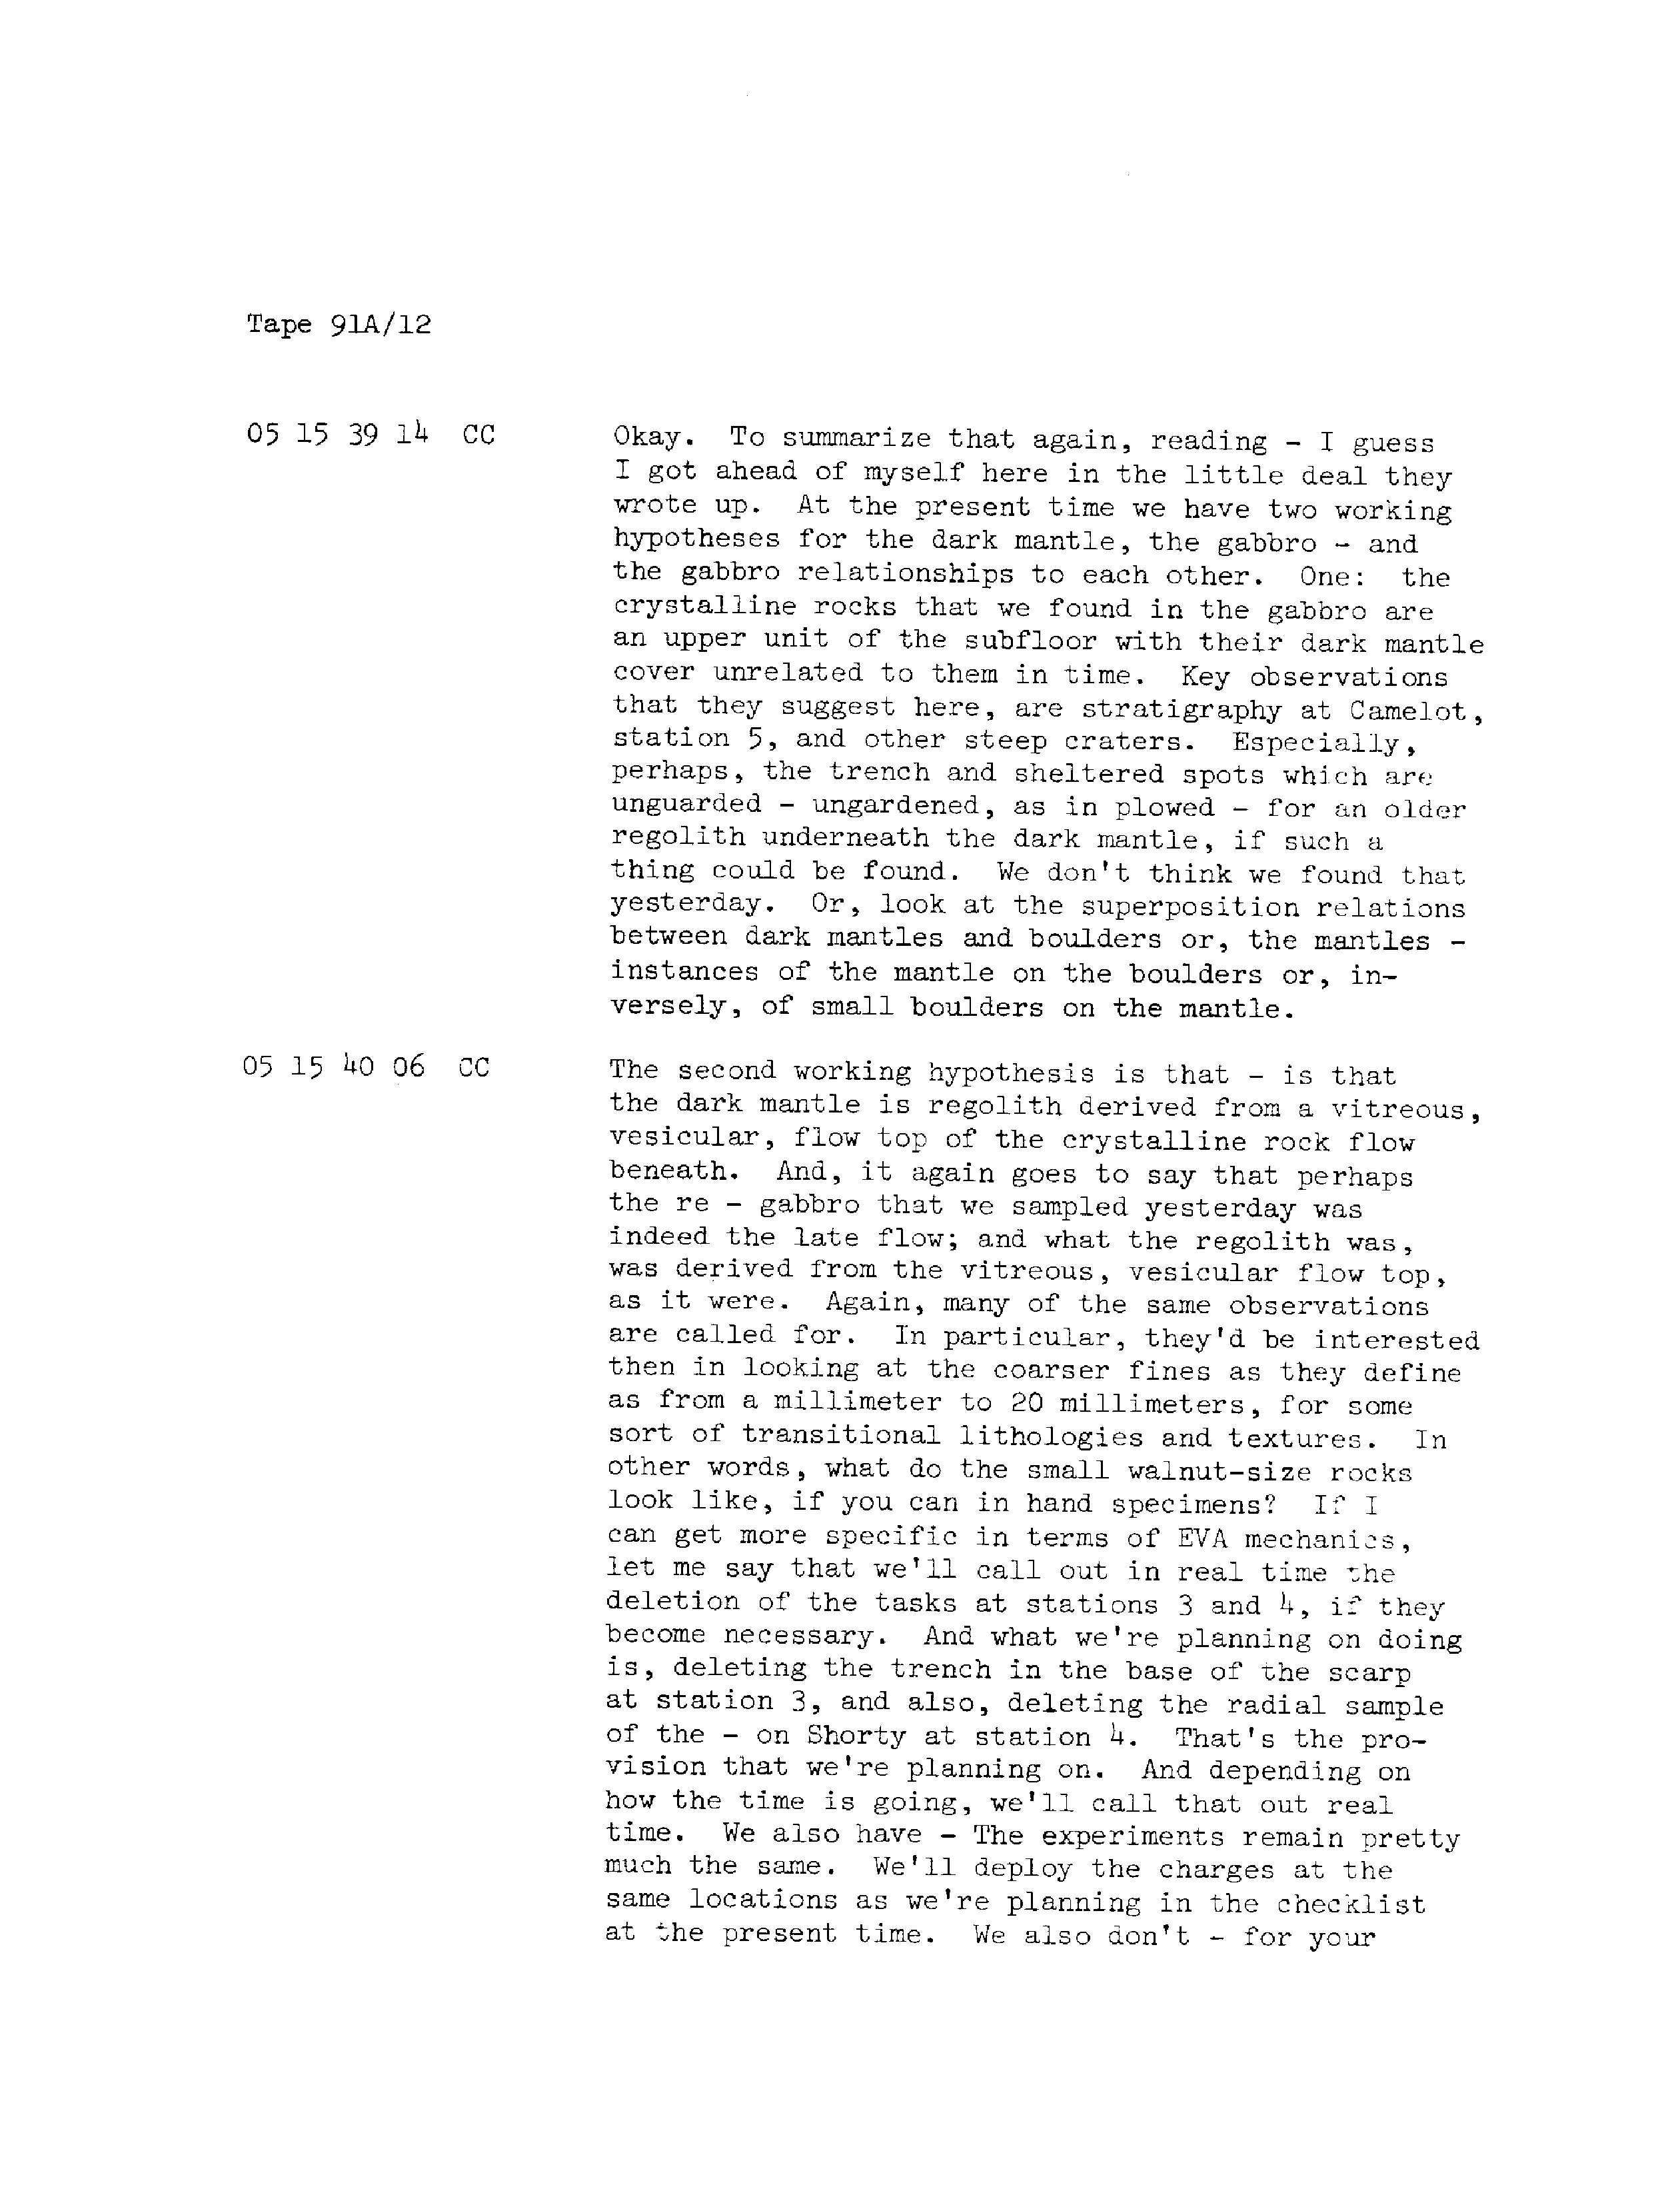 Tape 91A/12
05 15 39 14 CC Okay. To summarize that again, reading - I guess
I got ahead of myself here in the little deal they
wrote up. At the present time we have two working
hypotheses for the dark mantle, the gabbro - and
the gabbro relationships to each other. One: the
crystalline rocks that we found in the gabbro are
an upper unit of the subfloor with their dark mantle
cover unrelated to them in time. Key observations
that they suggest here, are stratigraphy at Camelot,
station 5, and other steep craters. Especially,
perhaps, the trench and sheltered spots which are
unguarded - ungardened, as in plowed - for an older
regolith underneath the dark mantle, if such a
thing could be found. We don't think we found that
yesterday. Or, look at the superposition relations
between dark mantles and boulders or, the mantles -
instances of the mantle on the boulders or, in-
versely, of small boulders on the mantle.
05 15 40 06 CC The second working hypothesis is that - is that
the dark mantle is regolith derived from a vitreous,
vesicular, flow top of the crystalline rock flow
beneath. And, it again goes to say that perhaps
the re - gabbro that we sampled yesterday was
indeed the late flow; and what the regolith was,
was derived from the vitreous, vesicular flow top,
as it were. Again, many of the same observations
are called for. In particular, they'd be interested
then in looking at the coarser fines as they define
as from a millimeter to 20 millimeters, for some
sort of transitional lithologies and textures. In
other words, what do the small walnut-size rocks
look like, if you can in hand specimens? If I
can get more specific in terms of EVA mechanics,
let me say that we'll call out in real time the
deletion of the tasks at stations 3 and 4, if they
become necessary. And what we're planning on doing
is, deleting the trench in the base of the scarp
at station 3, and also, deleting the radial sample
of the - on Shorty at station 4. That's the pro-
vision that we're planning on. And depending on
how the time is going, we'll call that out real
time. We also have - The experiments remain pretty
much the same. We'll deploy the charges at the
same locations as we're planning in the checklist
at the present time. We also don't - for your